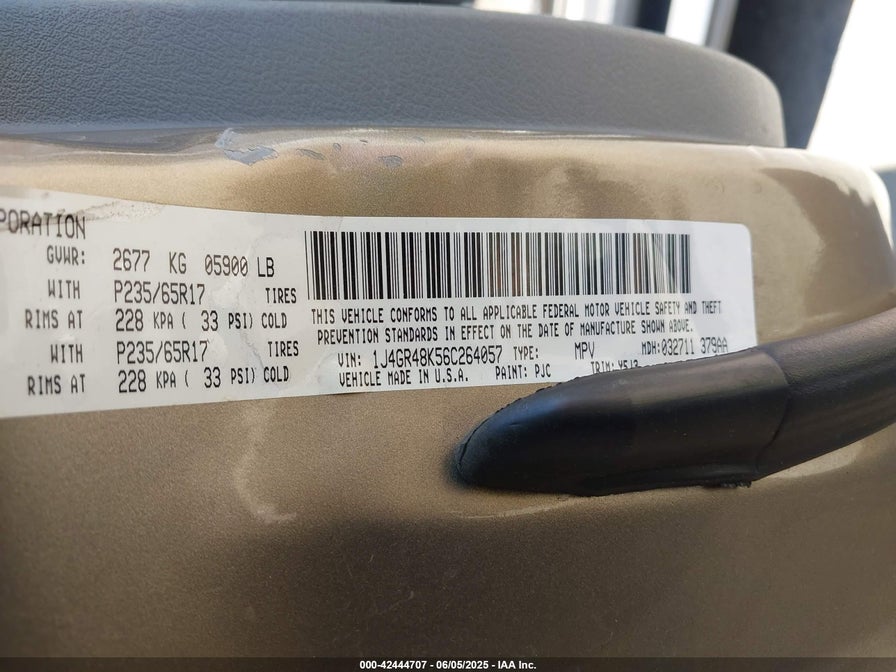 PORATION
GVWR: 2677 KG 05900 LB
WITH P235/65R17 TIRES
RIMS AT 228 KPA ( 33 PSI) COLD
WITH P235/65R17 TIRES
RIMS AT 228 KPA ( 33 PSI) COLD
THIS VEHICLE CONFORMS TO ALL APPLICABLE FEDERAL MOTOR VEHICLE SAFETY AND THEFT
PREVENTION STANDARDS IN EFFECT ON THE DATE OF MANUFACTURE SHOWN ABOVE.
VIN: 1J4GR48K56C264057 TYPE: MPV MDH:032711 379AA
VEHICLE MADE IN U.S.A. PAINT: PJC TRIM:
000-42444707 - 06/05/2025 - IAA Inc.